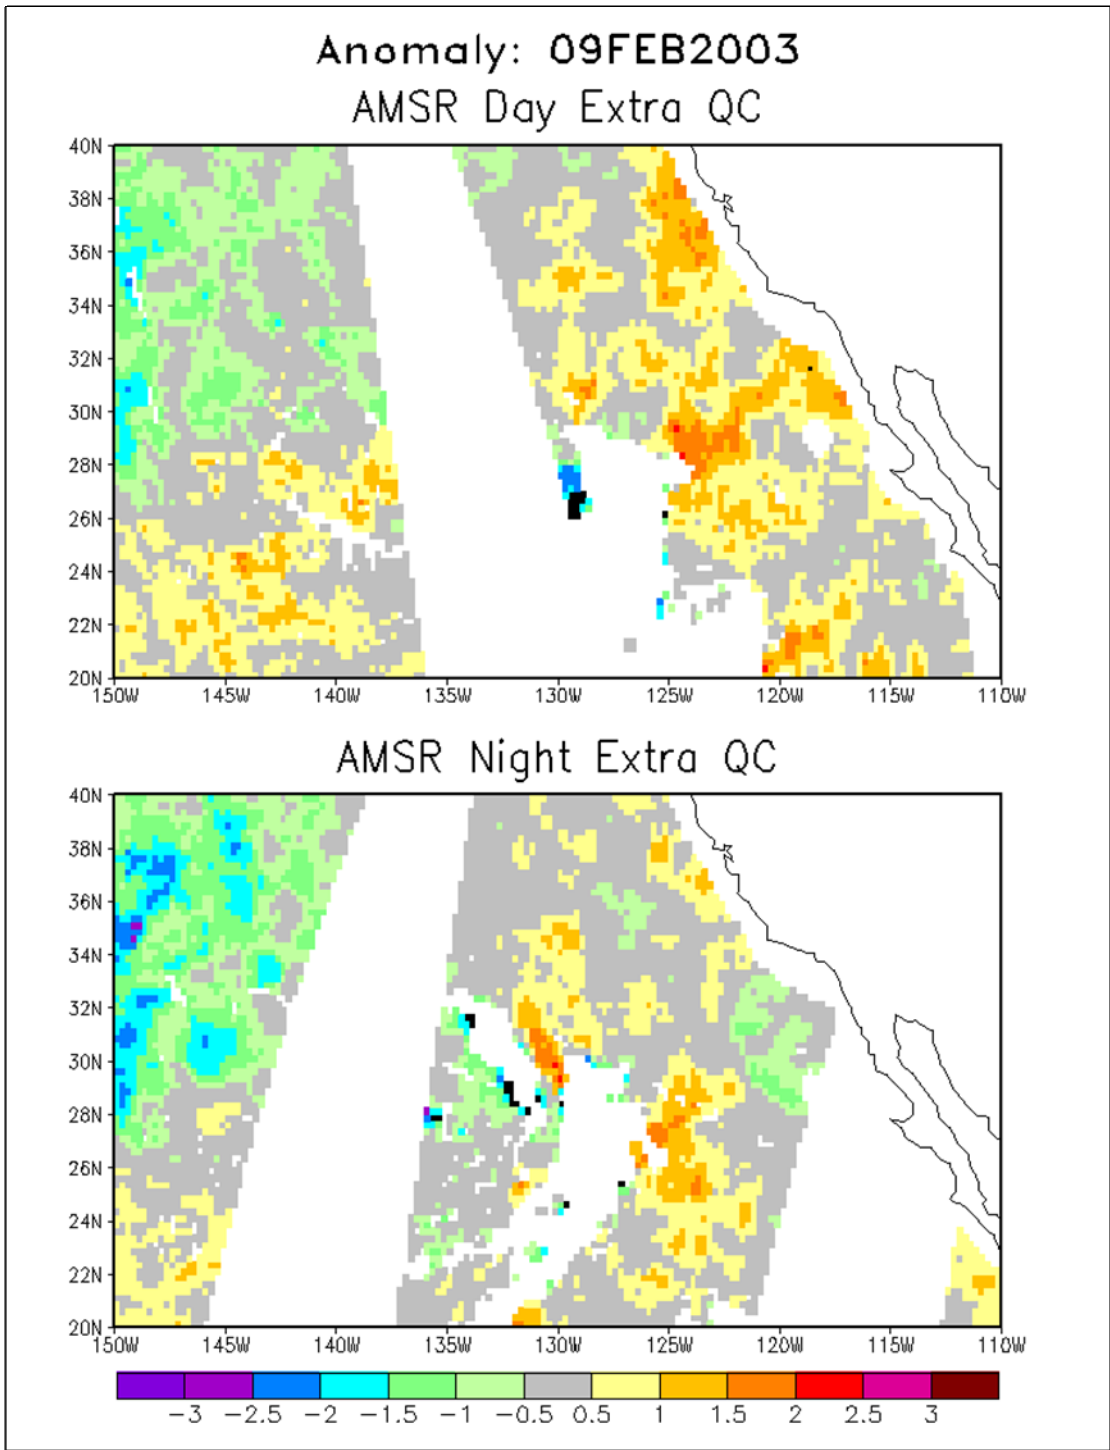 Anomaly: 09FEB2003
AMSR Day Extra QC
40N
38N
36N
34N
32N
30N
28N
26N
24N
22N
20N
150W 145W 140W 135W 130W 125W 120W 115W 110W
AMSR Night Extra QC
40N
38N
36N
34N
32N
30N
28N
26N
24N
22N
20N
150W 145W 140W 135W 130W 125W 120W 115W 110W
-3 -2.5 -2 -1.5 -1 -0.5 0.5 1 1.5 2 2.5 3